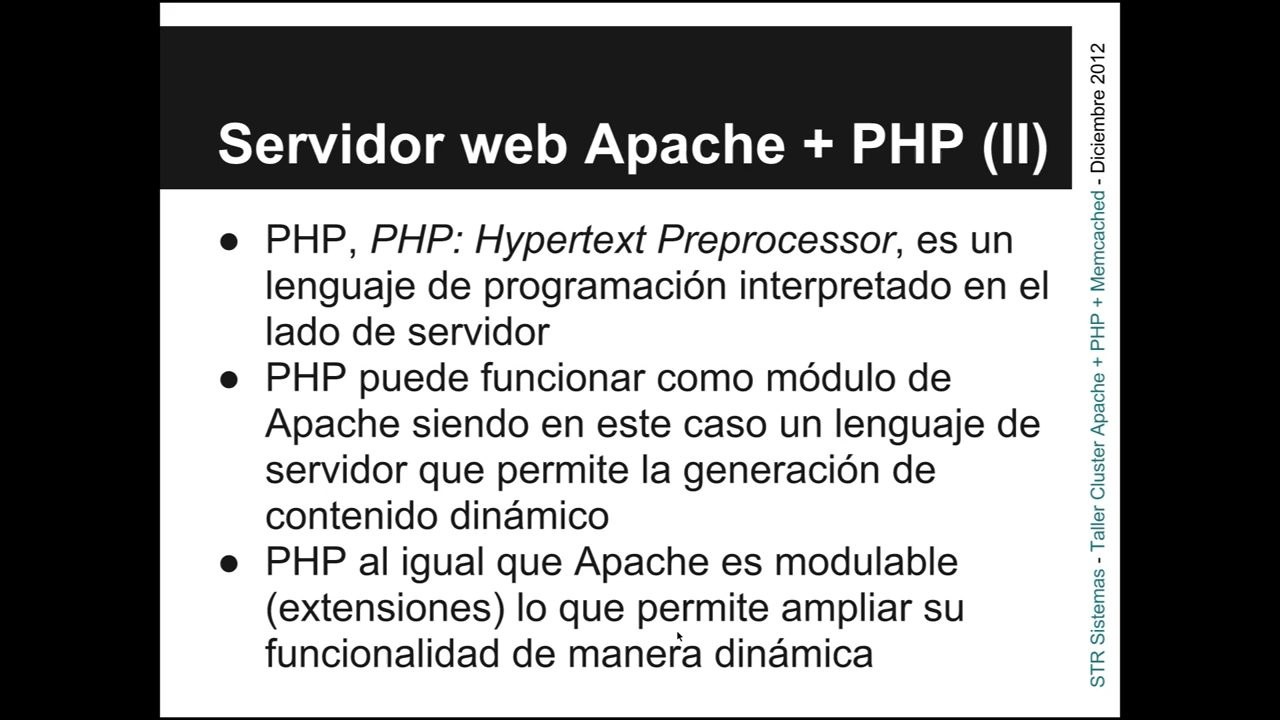 Servidor web Apache + PHP (II)
● PHP, PHP: Hypertext Preprocessor, es un
lenguaje de programación interpretado en el
lado de servidor
● PHP puede funcionar como módulo de
Apache siendo en este caso un lenguaje de
servidor que permite la generación de
contenido dinámico
● PHP al igual que Apache es modulable
(extensiones) lo que permite ampliar su
funcionalidad de manera dinámica
STR Sistemas - Taller Cluster Apache + PHP + Memcached - Diciembre 2012